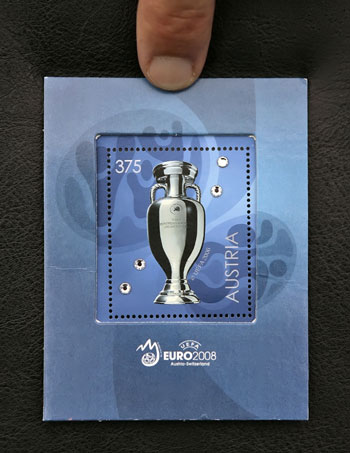 375
AUSTRIA
UEFA
EURO2008
Austria-Switzerland